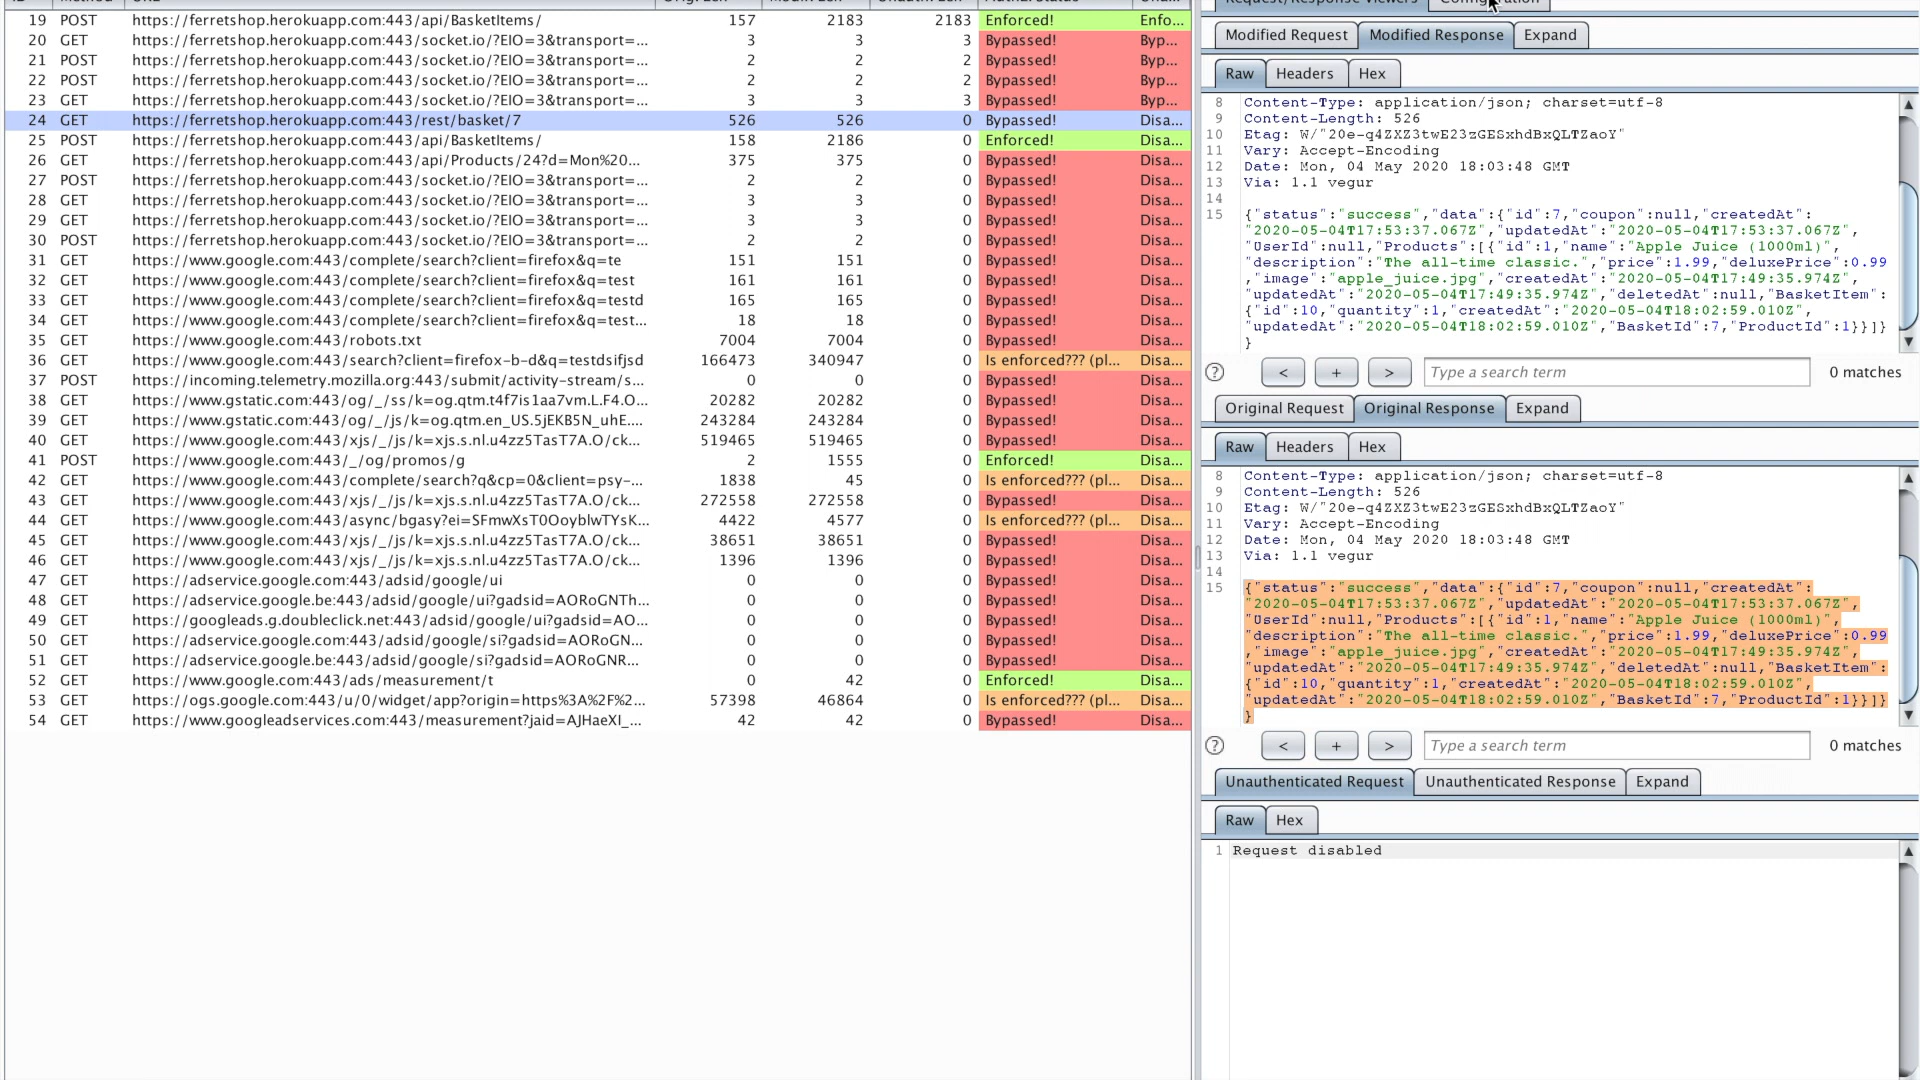 Request/Response Viewers Configuration
19 POST https://ferretshop.herokuapp.com:443/api/BasketItems/ 157 2183 2183 Enforced! Enfo...
20 GET https://ferretshop.herokuapp.com:443/socket.io/?EIO=3&transport=... 3 3 3 Bypassed! Byp...
21 POST https://ferretshop.herokuapp.com:443/socket.io/?EIO=3&transport=... 2 2 2 Bypassed! Byp...
22 POST https://ferretshop.herokuapp.com:443/socket.io/?EIO=3&transport=... 2 2 2 Bypassed! Byp...
23 GET https://ferretshop.herokuapp.com:443/socket.io/?EIO=3&transport=... 3 3 3 Bypassed! Byp...
24 GET https://ferretshop.herokuapp.com:443/rest/basket/7 526 526 0 Bypassed! Disa...
25 POST https://ferretshop.herokuapp.com:443/api/BasketItems/ 158 2186 0 Enforced! Disa...
26 GET https://ferretshop.herokuapp.com:443/api/Products/24?d=Mon%20... 375 375 0 Bypassed! Disa...
27 POST https://ferretshop.herokuapp.com:443/socket.io/?EIO=3&transport=... 2 2 0 Bypassed! Disa...
28 GET https://ferretshop.herokuapp.com:443/socket.io/?EIO=3&transport=... 3 3 0 Bypassed! Disa...
29 GET https://ferretshop.herokuapp.com:443/socket.io/?EIO=3&transport=... 3 3 0 Bypassed! Disa...
30 POST https://ferretshop.herokuapp.com:443/socket.io/?EIO=3&transport=... 2 2 0 Bypassed! Disa...
31 GET https://www.google.com:443/complete/search?client=firefox&q=te 151 151 0 Bypassed! Disa...
32 GET https://www.google.com:443/complete/search?client=firefox&q=test 161 161 0 Bypassed! Disa...
33 GET https://www.google.com:443/complete/search?client=firefox&q=testd 165 165 0 Bypassed! Disa...
34 GET https://www.google.com:443/complete/search?client=firefox&q=test... 18 18 0 Bypassed! Disa...
35 GET https://www.google.com:443/robots.txt 7004 7004 0 Bypassed! Disa...
36 GET https://www.google.com:443/search?client=firefox-b-d&q=testdsifjsd 166473 340947 0 Is enforced??? (pl... Disa...
37 POST https://incoming.telemetry.mozilla.org:443/submit/activity-stream/s... 0 0 0 Bypassed! Disa...
38 GET https://www.gstatic.com:443/og/_/ss/k=og.qtm.t4f7is1aa7vm.L.F4.O... 20282 20282 0 Bypassed! Disa...
39 GET https://www.gstatic.com:443/og/_/js/k=og.qtm.en_US.5jEKB5N_uhE.... 243284 243284 0 Bypassed! Disa...
40 GET https://www.google.com:443/xjs/_/js/k=xjs.s.nl.u4zz5TasT7A.O/ck... 519465 519465 0 Bypassed! Disa...
41 POST https://www.google.com:443/_/og/promos/g 2 1555 0 Enforced! Disa...
42 GET https://www.google.com:443/complete/search?q&cp=0&client=psy-... 1838 45 0 Is enforced??? (pl... Disa...
43 GET https://www.google.com:443/xjs/_/js/k=xjs.s.nl.u4zz5TasT7A.O/ck... 272558 272558 0 Bypassed! Disa...
44 GET https://www.google.com:443/async/bgasy?ei=SFmwXsT0OoyblwTYsK... 4422 4577 0 Is enforced??? (pl... Disa...
45 GET https://www.google.com:443/xjs/_/js/k=xjs.s.nl.u4zz5TasT7A.O/ck... 38651 38651 0 Bypassed! Disa...
46 GET https://www.google.com:443/xjs/_/js/k=xjs.s.nl.u4zz5TasT7A.O/ck... 1396 1396 0 Bypassed! Disa...
47 GET https://adservice.google.com:443/adsid/google/ui 0 0 0 Bypassed! Disa...
48 GET https://adservice.google.be:443/adsid/google/ui?gadsid=AORoGNTh... 0 0 0 Bypassed! Disa...
49 GET https://googleads.g.doubleclick.net:443/adsid/google/ui?gadsid=AO... 0 0 0 Bypassed! Disa...
50 GET https://adservice.google.com:443/adsid/google/si?gadsid=AORoGN... 0 0 0 Bypassed! Disa...
51 GET https://adservice.google.be:443/adsid/google/si?gadsid=AORoGNR... 0 0 0 Bypassed! Disa...
52 GET https://www.google.com:443/ads/measurement/t 0 42 0 Enforced! Disa...
53 GET https://ogs.google.com:443/u/0/widget/app?origin=https%3A%2F%2... 57398 46864 0 Is enforced??? (pl... Disa...
54 GET https://www.googleadservices.com:443/measurement?jaid=AJHaeXI_... 42 42 0 Bypassed! Disa...
Modified Request Modified Response Expand
Raw Headers Hex
8 Content-Type: application/json; charset=utf-8
9 Content-Length: 526
10 Etag: W/"20e-q4ZXZ3twE23zGESxhdBxQLTZaoY"
11 Vary: Accept-Encoding
12 Date: Mon, 04 May 2020 18:03:48 GMT
13 Via: 1.1 vegur
14
15 {"status":"success","data":{"id":7,"coupon":null,"createdAt":
"2020-05-04T17:53:37.067Z","updatedAt":"2020-05-04T17:53:37.067Z",
"UserId":null,"Products":[{"id":1,"name":"Apple Juice (1000ml)",
"description":"The all-time classic.","price":1.99,"deluxePrice":0.99
,"image":"apple_juice.jpg","createdAt":"2020-05-04T17:49:35.974Z",
"updatedAt":"2020-05-04T17:49:35.974Z","deletedAt":null,"BasketItem":
{"id":10,"quantity":1,"createdAt":"2020-05-04T18:02:59.010Z",
"updatedAt":"2020-05-04T18:02:59.010Z","BasketId":7,"ProductId":1}}]}
}
? < + > Type a search term 0 matches
Original Request Original Response Expand
Raw Headers Hex
8 Content-Type: application/json; charset=utf-8
9 Content-Length: 526
10 Etag: W/"20e-q4ZXZ3twE23zGESxhdBxQLTZaoY"
11 Vary: Accept-Encoding
12 Date: Mon, 04 May 2020 18:03:48 GMT
13 Via: 1.1 vegur
14
15 {"status":"success","data":{"id":7,"coupon":null,"createdAt":
"2020-05-04T17:53:37.067Z","updatedAt":"2020-05-04T17:53:37.067Z",
"UserId":null,"Products":[{"id":1,"name":"Apple Juice (1000ml)",
"description":"The all-time classic.","price":1.99,"deluxePrice":0.99
,"image":"apple_juice.jpg","createdAt":"2020-05-04T17:49:35.974Z",
"updatedAt":"2020-05-04T17:49:35.974Z","deletedAt":null,"BasketItem":
{"id":10,"quantity":1,"createdAt":"2020-05-04T18:02:59.010Z",
"updatedAt":"2020-05-04T18:02:59.010Z","BasketId":7,"ProductId":1}}]}
}
? < + > Type a search term 0 matches
Unauthenticated Request Unauthenticated Response Expand
Raw Hex
1 Request disabled